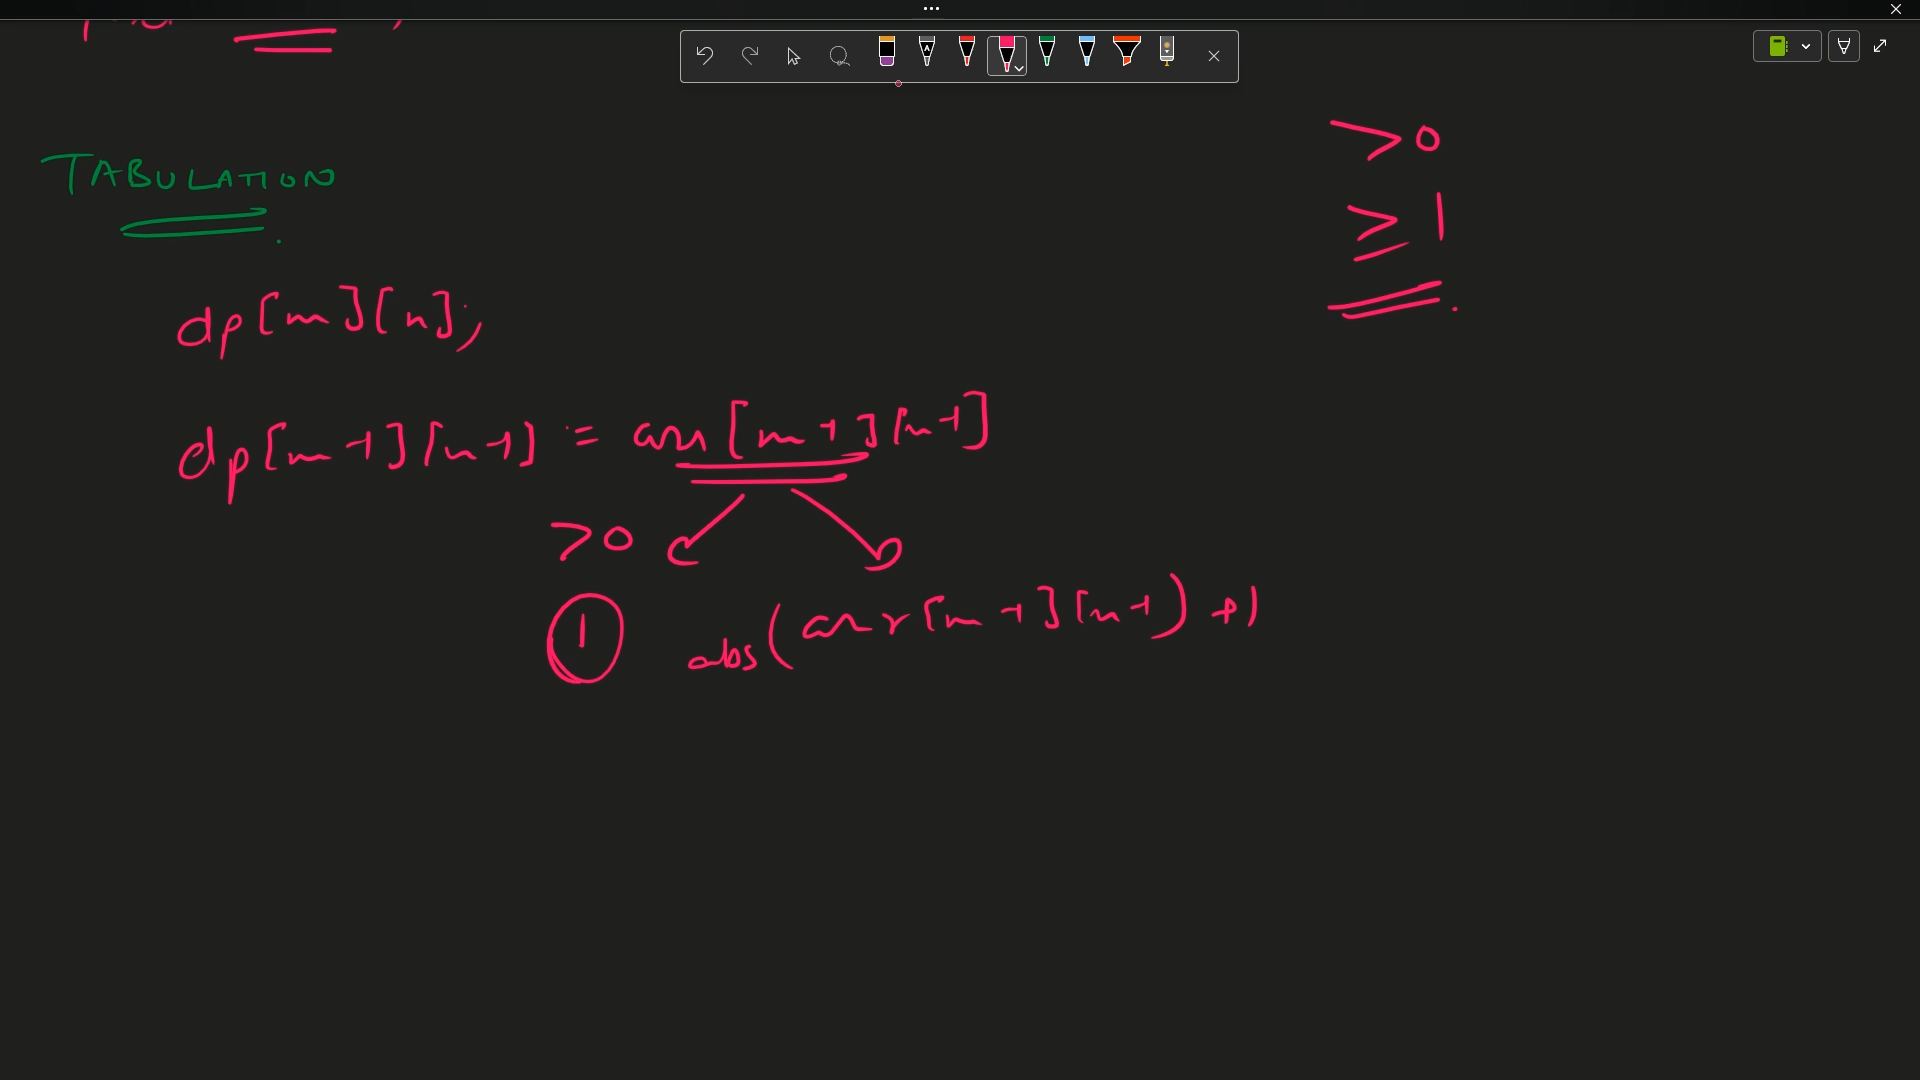 TABULATION
>0
≥ 1
dp[m][n];
dp[m-1][n-1] = arr[m-1][n-1]
>0
1 abs(arr[m-1][n-1]) +1